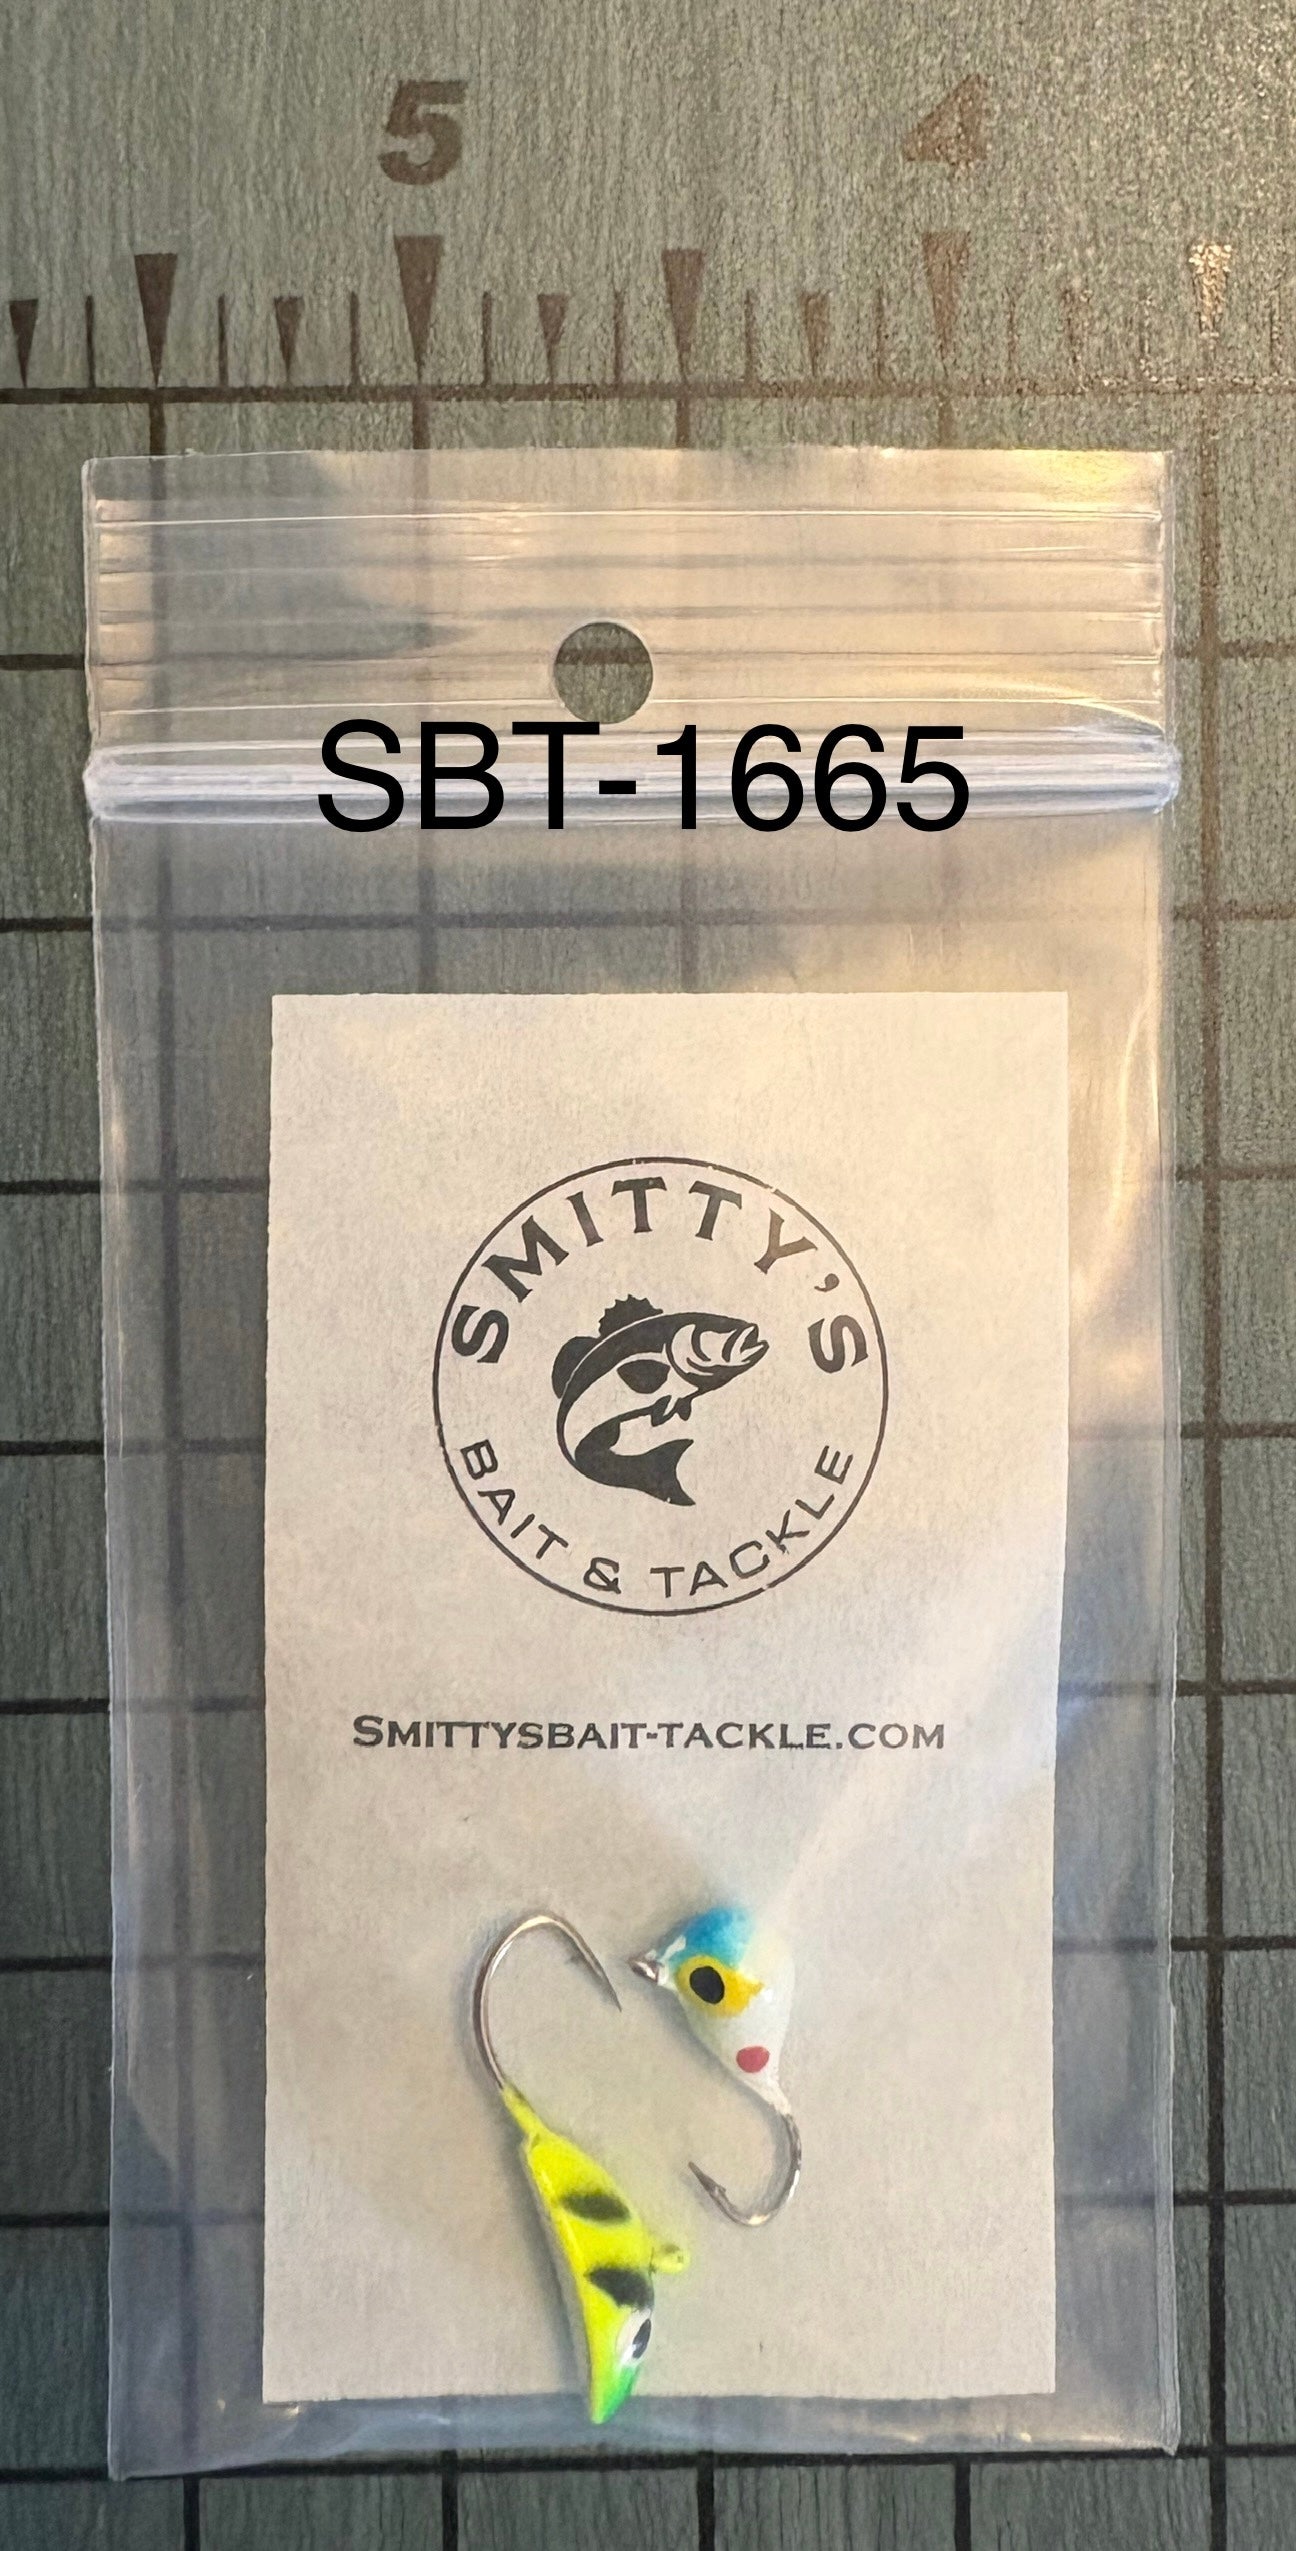 5 4
SBT-1665
SMITTY'S
BAIT & TACKLE
SMITTYSBAIT-TACKLE.COM